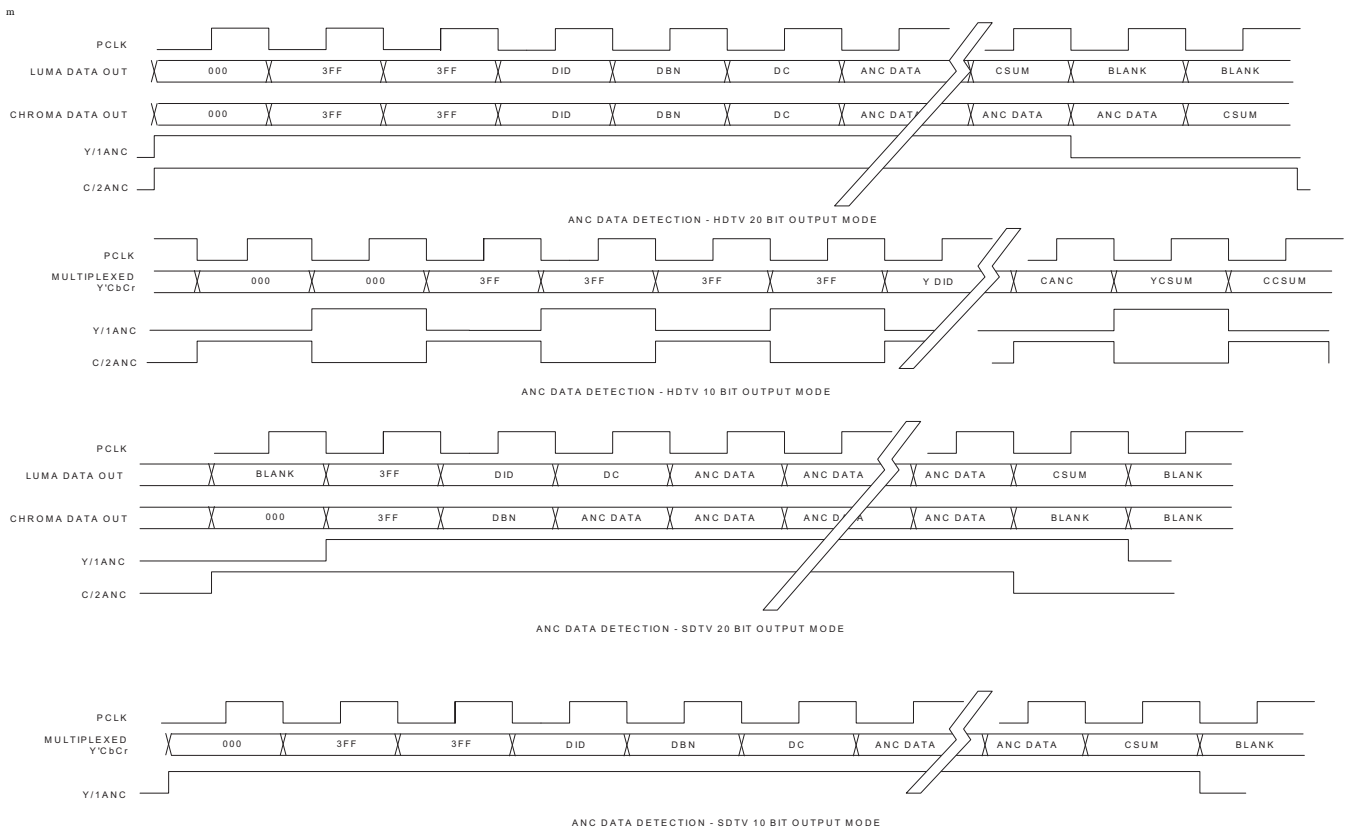 m
PCLK
LUMA DATA OUT 000 3FF 3FF DID DBN DC ANC DATA CSUM BLANK BLANK
CHROMA DATA OUT 000 3FF 3FF DID DBN DC ANC DATA ANC DATA ANC DATA CSUM
Y/1ANC
C/2ANC
ANC DATA DETECTION - HDTV 20 BIT OUTPUT MODE
PCLK
MULTIPLEXED
Y'CbCr 000 000 3FF 3FF 3FF 3FF Y DID CANC YCSUM CCSUM
Y/1ANC
C/2ANC
ANC DATA DETECTION - HDTV 10 BIT OUTPUT MODE
PCLK
LUMA DATA OUT BLANK 3FF DID DC ANC DATA ANC DATA ANC DATA CSUM BLANK
CHROMA DATA OUT 000 3FF DBN ANC DATA ANC DATA ANC DATA ANC DATA BLANK BLANK
Y/1ANC
C/2ANC
ANC DATA DETECTION - SDTV 20 BIT OUTPUT MODE
PCLK
MULTIPLEXED
Y'CbCr 000 3FF 3FF DID DBN DC ANC DATA ANC DATA CSUM BLANK
Y/1ANC
ANC DATA DETECTION - SDTV 10 BIT OUTPUT MODE